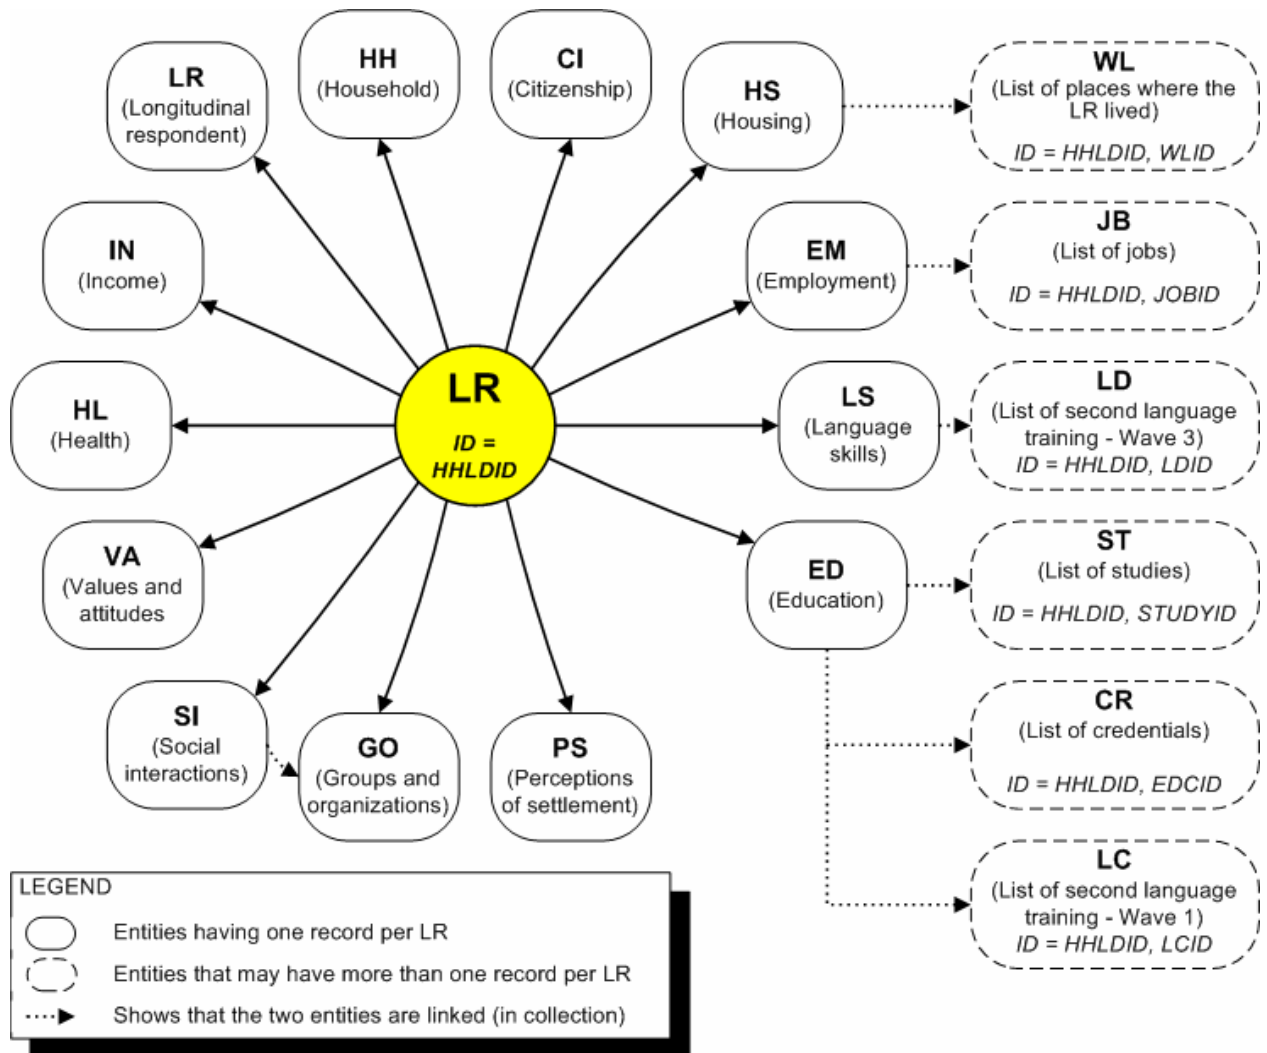 LR
(Longitudinal
respondent)
HH
(Household)
CI
(Citizenship)
HS
(Housing)
WL
(List of places where the
LR lived)
ID = HHLDID, WLID
IN
(Income)
EM
(Employment)
JB
(List of jobs)
ID = HHLDID, JOBID
HL
(Health)
LR
ID =
HHLDID
LS
(Language
skills)
LD
(List of second language
training - Wave 3)
ID = HHLDID, LDID
VA
(Values and
attitudes
ED
(Education)
ST
(List of studies)
ID = HHLDID, STUDYID
SI
(Social
interactions)
GO
(Groups and
organizations)
PS
(Perceptions
of settlement)
CR
(List of credentials)
ID = HHLDID, EDCID
LC
(List of second language
training - Wave 1)
ID = HHLDID, LCID
LEGEND
Entities having one record per LR
Entities that may have more than one record per LR
Shows that the two entities are linked (in collection)